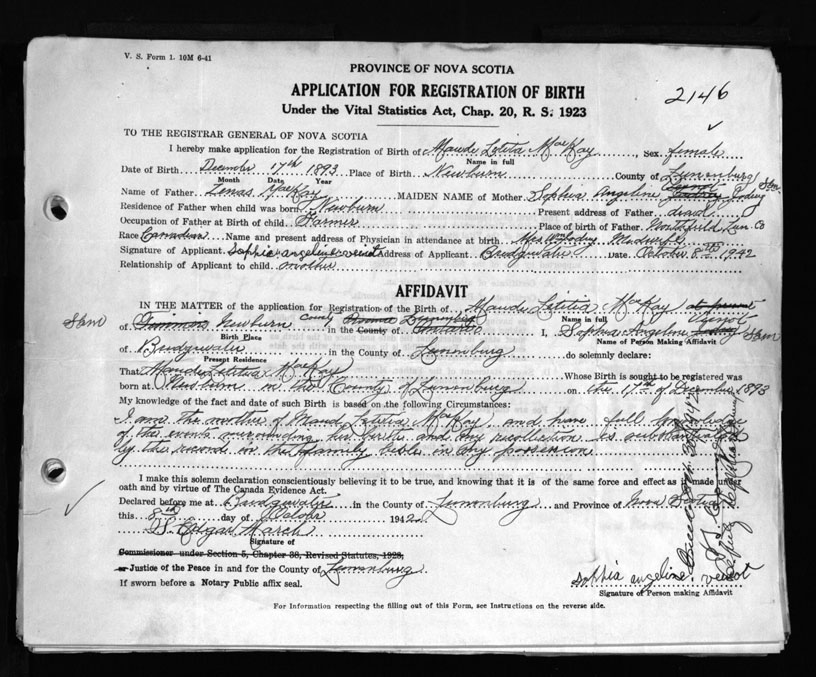 V. S. Form 1. 10M 6-41
PROVINCE OF NOVA SCOTIA
APPLICATION FOR REGISTRATION OF BIRTH
2146
Under the Vital Statistics Act, Chap. 20, R. S. 1923
TO THE REGISTRAR GENERAL OF NOVA SCOTIA
I hereby make application for the Registration of Birth of Maude Letitia MacKay, Sex female
Name in full
Date of Birth December 17th 1893 Place of Birth Newburn County of Lunenburg
Month Date Year
Name of Father Zenas MacKay MAIDEN NAME of Mother Sophia Angeline
Residence of Father when child was born Newburn Present address of Father dead
Occupation of Father at Birth of child Farmer Place of birth of Father Northfield Lun. Co
Race Canadian Name and present address of Physician in attendance at birth Mrs
Signature of Applicant Sophia angeline Address of Applicant Bridgewater Date October 8th 1942
Relationship of Applicant to child mother
AFFIDAVIT
IN THE MATTER of the application for Registration of the Birth of Maude Letitia MacKay
Name in full
of Newburn in the County of I, Sophia Angeline
Birth Place
Name of Person Making Affidavit
of Bridgewater in the County of Lunenburg do solemnly declare:
Present Residence
That Maude Letitia MacKay Whose Birth is sought to be registered was
born at Newburn in the County of Lunenburg on the 17th of December 1893
My knowledge of the fact and date of such Birth is based on the following Circumstances:
I am the mother of Maud Letitia MacKay and have full knowledge
of the events surrounding his birth and my recollection is substantiated
by the records in the family bible in my possession
I make this solemn declaration conscientiously believing it to be true, and knowing that it is of the same force and effect as if made under
oath and by virtue of The Canada Evidence Act.
Declared before me at Bridgewater in the County of Lunenburg and Province of Nova Scotia
this 8th day of October 1942
Edgar March
Signature of
Commissioner under Section 5, Chapter 38, Revised Statutes, 1923,
or Justice of the Peace in and for the County of Lunenburg.
If sworn before a Notary Public affix seal.
Sophia angeline
Signature of Person making Affidavit
For Information respecting the filling out of this Form, see Instructions on the reverse side.